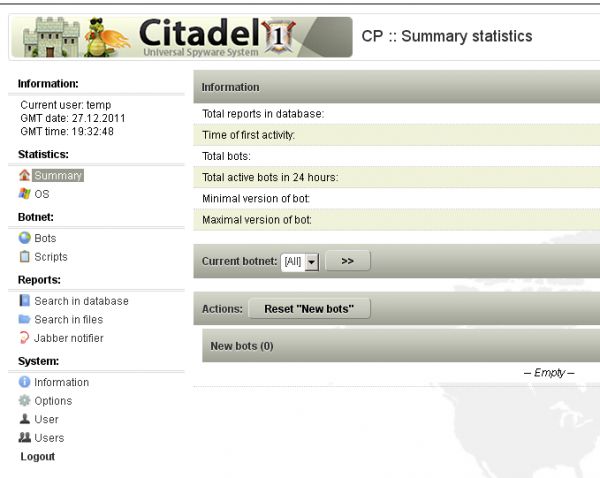 Citadel 1
Universal Spyware System
CP :: Summary statistics
Information:
Current user: temp
GMT date: 27.12.2011
GMT time: 19:32:48
Statistics:
Summary
OS
Botnet:
Bots
Scripts
Reports:
Search in database
Search in files
Jabber notifier
System:
Information
Options
User
Users
Logout
Information
Total reports in database:
Time of first activity:
Total bots:
Total active bots in 24 hours:
Minimal version of bot:
Maximal version of bot:
Current botnet: [All] >>
Actions: Reset "New bots"
New bots (0)
-- Empty --